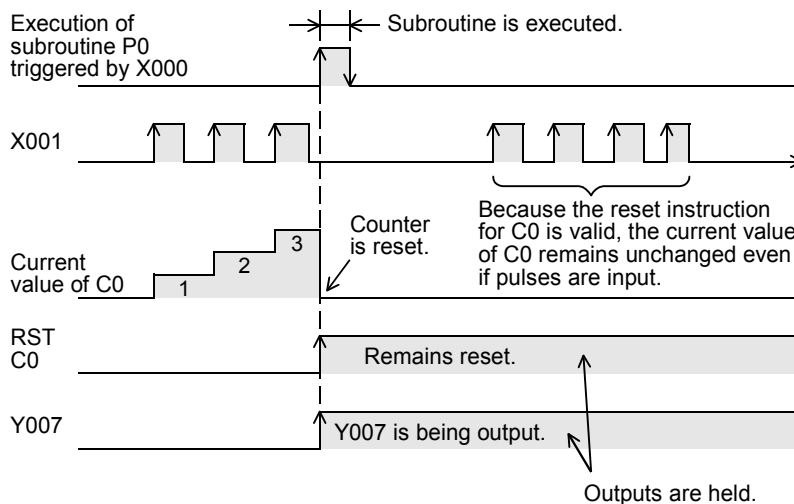 Execution of
subroutine P0
triggered by X000
Subroutine is executed.
X001
Because the reset instruction
for C0 is valid, the current value
of C0 remains unchanged even
if pulses are input.
Counter
is reset.
Current
value of C0
1
2
3
RST
C0
Remains reset.
Y007
Y007 is being output.
Outputs are held.